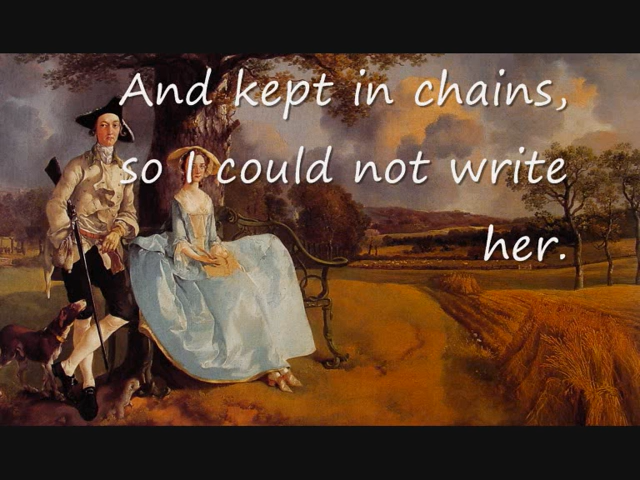 And kept in chains,
so I could not write
her.